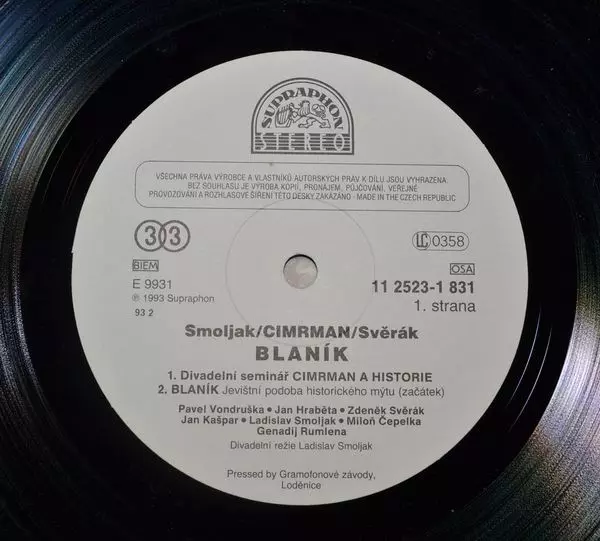 SUPRAPHON
STEREO
VŠECHNA PRÁVA VÝROBCE A VLASTNÍKŮ AUTORSKÝCH PRÁV K DÍLU JSOU VYHRAZENA.
BEZ SOUHLASU JE VÝROBA KOPIÍ, PRONÁJEM, PŮJČOVÁNÍ, VEŘEJNÉ
PROVOZOVÁNÍ A ROZHLASOVÉ ŠÍŘENÍ TÉTO DESKY ZAKÁZÁNO - MADE IN THE CZECH REPUBLIC
33
LC 0358
BIEM
OSA
E 9931
11 2523-1 831
℗ 1993 Supraphon
1. strana
93 2
Smoljak/CIMRMAN/Svěrák
BLANÍK
1. Divadelní seminář CIMRMAN A HISTORIE
2. BLANÍK Jevištní podoba historického mýtu (začátek)
Pavel Vondruška • Jan Hraběta • Zdeněk Svěrák
Jan Kašpar • Ladislav Smoljak • Miloň Čepelka
Genadij Rumlena
Divadelní režie Ladislav Smoljak
Pressed by Gramofonové závody,
Loděnice